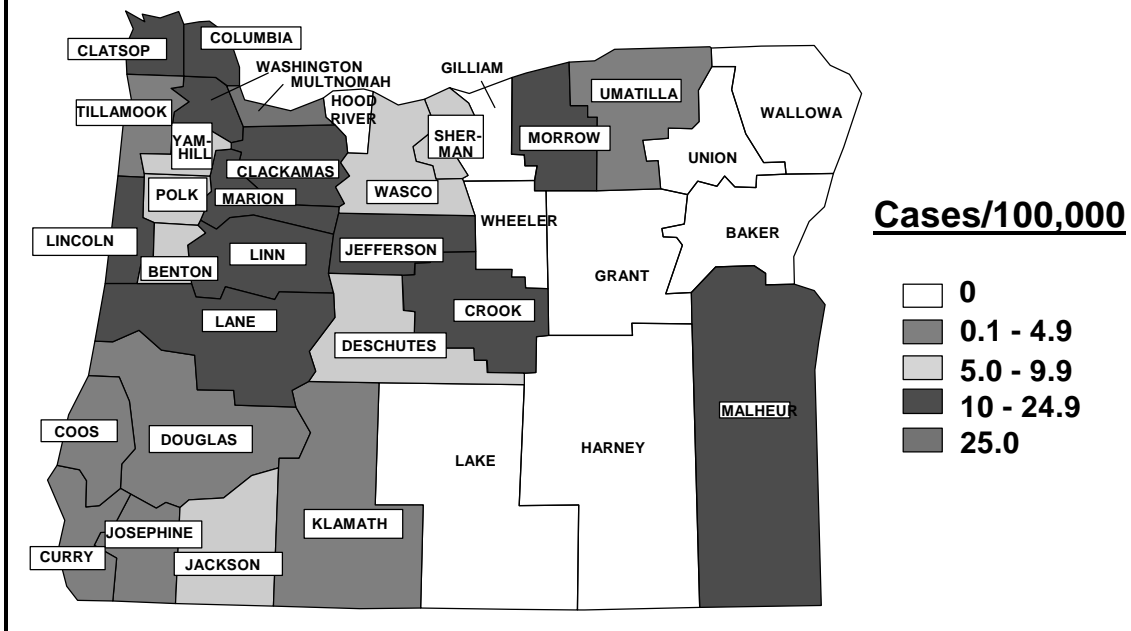 CLATSOP
COLUMBIA
WASHINGTON
MULTNOMAH
TILLAMOOK
HOOD
RIVER
GILLIAM
UMATILLA
WALLOWA
YAM-
HILL
SHER-
MAN
MORROW
UNION
CLACKAMAS
POLK
MARION
WASCO
WHEELER
BAKER
LINCOLN
BENTON
LINN
JEFFERSON
GRANT
LANE
CROOK
DESCHUTES
MALHEUR
COOS
DOUGLAS
LAKE
HARNEY
JOSEPHINE
KLAMATH
CURRY
JACKSON
Cases/100,000
0
0.1 - 4.9
5.0 - 9.9
10 - 24.9
25.0